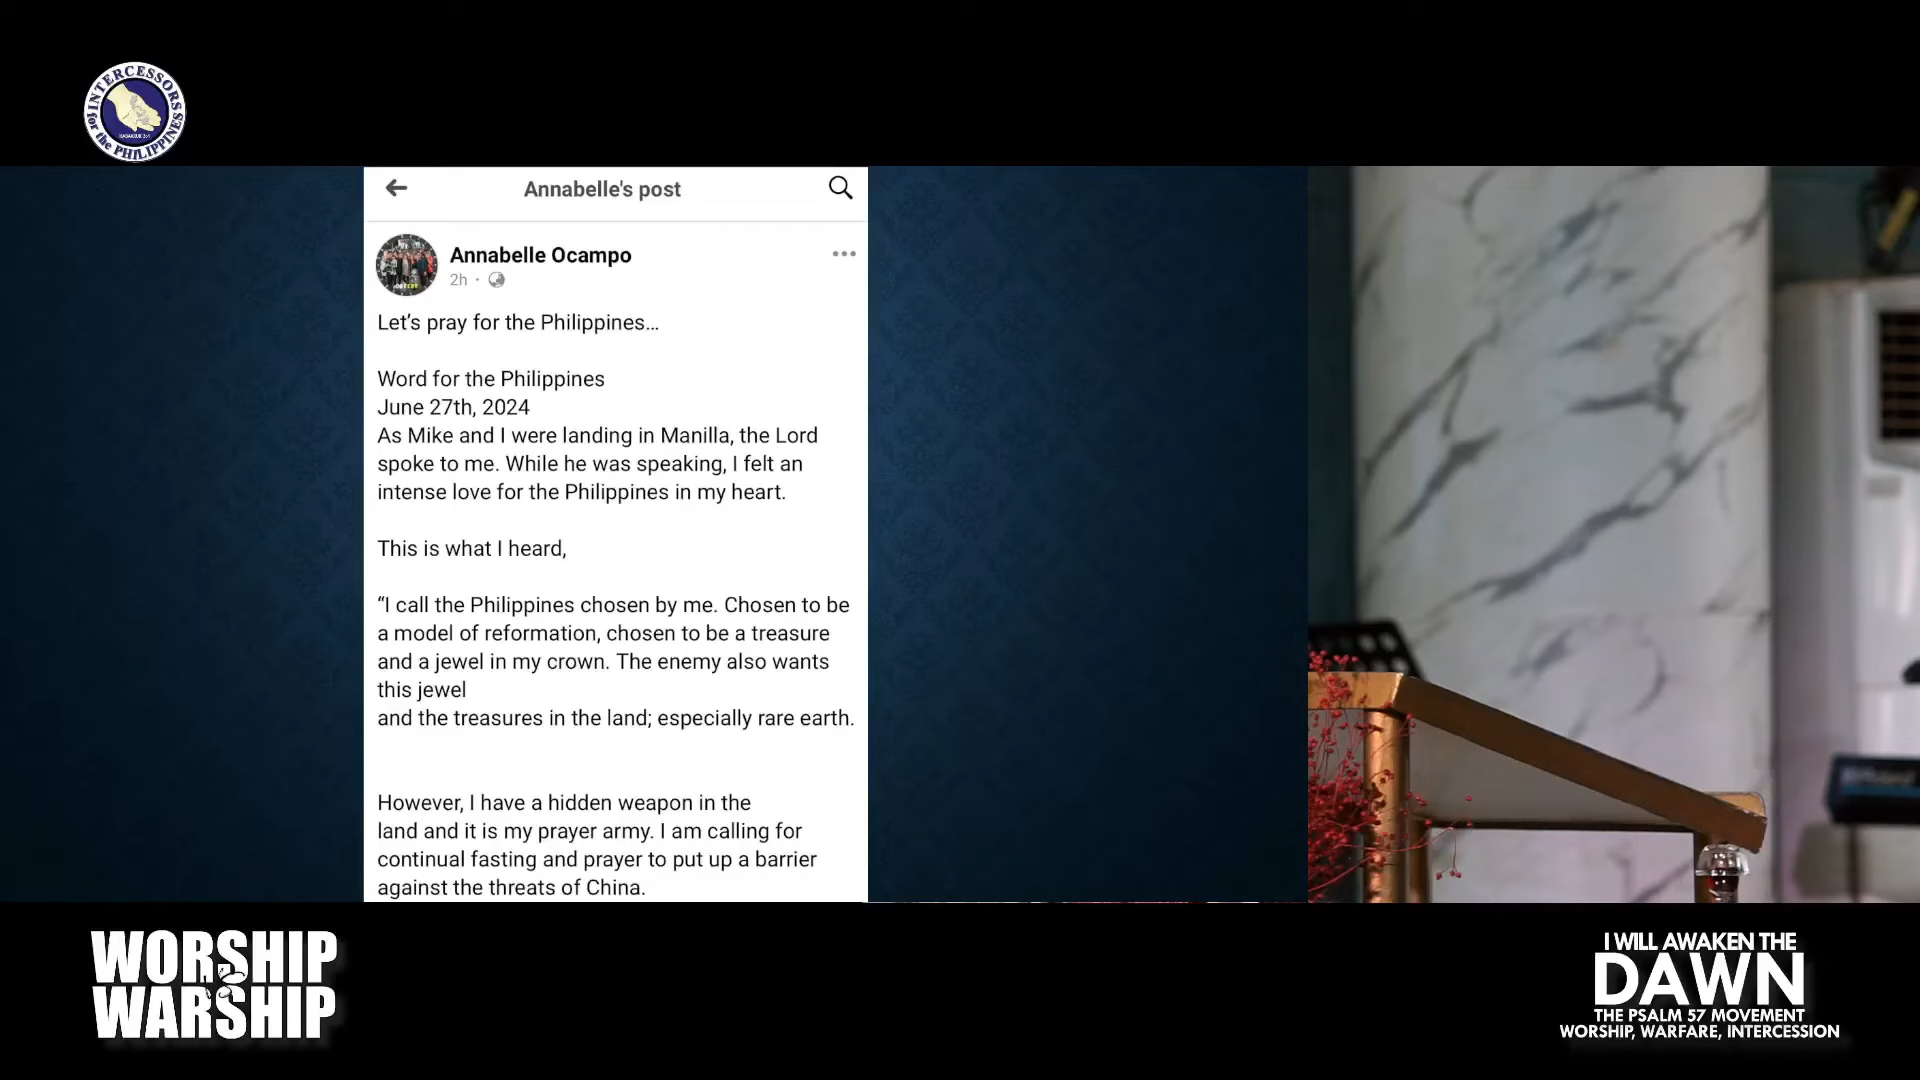 INTERCESSORS
for the PHILIPPINES
HABAKKUK 2:14
Annabelle's post
Annabelle Ocampo
2h ·
Let’s pray for the Philippines…
Word for the Philippines
June 27th, 2024
As Mike and I were landing in Manilla, the Lord
spoke to me. While he was speaking, I felt an
intense love for the Philippines in my heart.
This is what I heard,
“I call the Philippines chosen by me. Chosen to be
a model of reformation, chosen to be a treasure
and a jewel in my crown. The enemy also wants
this jewel
and the treasures in the land; especially rare earth.
However, I have a hidden weapon in the
land and it is my prayer army. I am calling for
continual fasting and prayer to put up a barrier
against the threats of China.
WORSHIP
WARSHIP
I WILL AWAKEN THE
DAWN
THE PSALM 57 MOVEMENT
WORSHIP, WARFARE, INTERCESSION